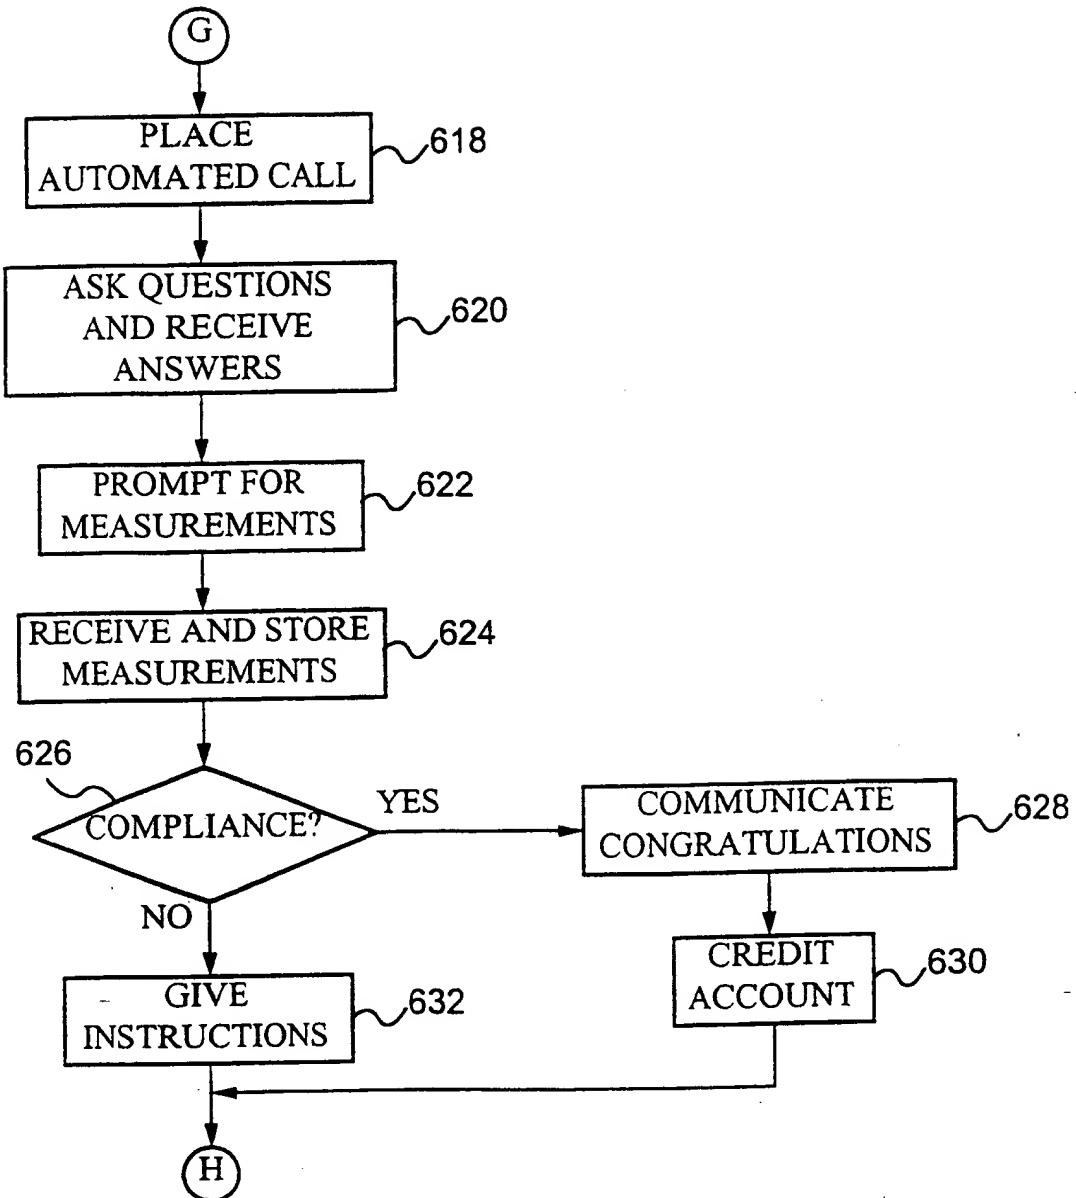 G
PLACE
AUTOMATED CALL
618
ASK QUESTIONS
AND RECEIVE
ANSWERS
620
PROMPT FOR
MEASUREMENTS
622
RECEIVE AND STORE
MEASUREMENTS
624
626
COMPLIANCE?
YES
COMMUNICATE
CONGRATULATIONS
628
NO
CREDIT
ACCOUNT
630
GIVE
INSTRUCTIONS
632
H